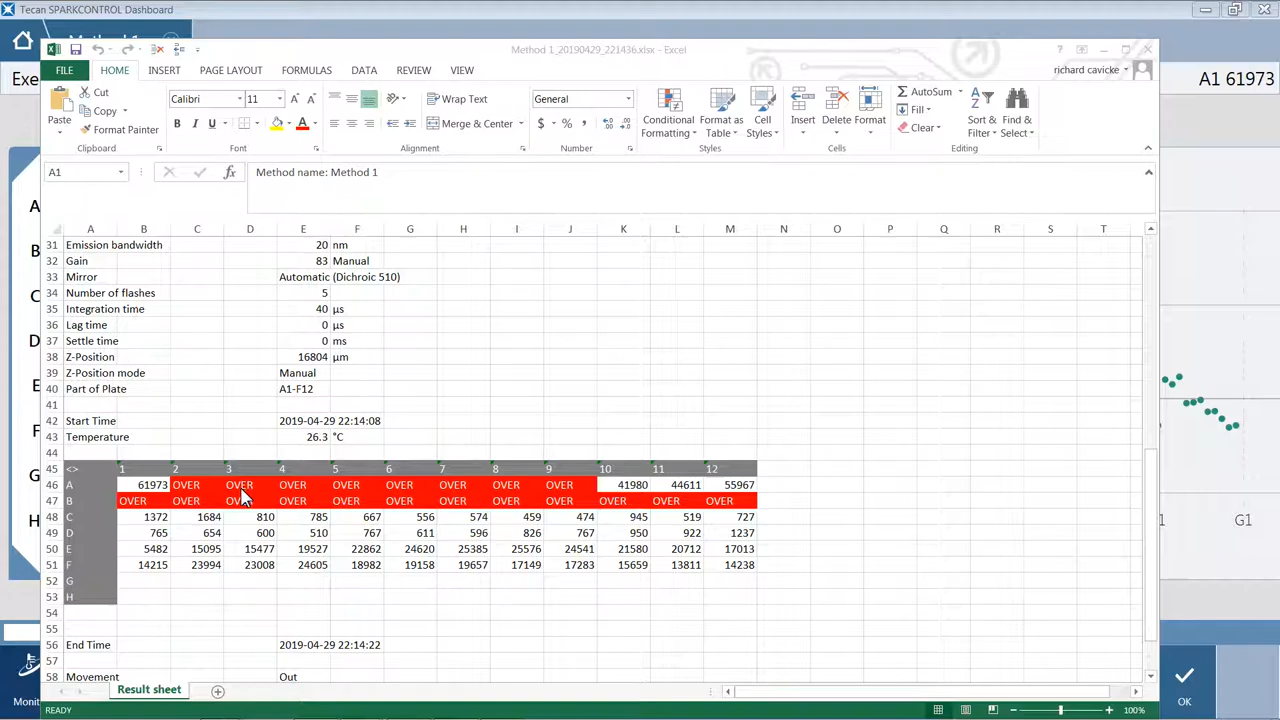 Tecan SPARKCONTROL Dashboard
Method 1_20190429_221436.xlsx - Excel
FILE HOME INSERT PAGE LAYOUT FORMULAS DATA REVIEW VIEW
richard cavicke
Exe
A1 61973
Paste
Cut
Copy
Format Painter
Calibri 11
Wrap Text
Merge & Center
General
Conditional Formatting
Format as Table
Cell Styles
Insert
Delete
Format
AutoSum
Fill
Clear
Sort & Filter
Find & Select
Clipboard Font Alignment Number Styles Cells Editing
A1 Method name: Method 1
A B C D E F G H I J K L M N O P Q R S T
31 Emission bandwidth 20 nm
32 Gain 83 Manual
33 Mirror Automatic (Dichroic 510)
34 Number of flashes 5
35 Integration time 40 µs
36 Lag time 0 µs
37 Settle time 0 ms
38 Z-Position 16804 µm
39 Z-Position mode Manual
40 Part of Plate A1-F12
41
42 Start Time 2019-04-29 22:14:08
43 Temperature 26.3 °C
44
45 <> 1 2 3 4 5 6 7 8 9 10 11 12
46 A 61973 OVER OVER OVER OVER OVER OVER OVER OVER 41980 44611 55967
47 B OVER OVER OVER OVER OVER OVER OVER OVER OVER OVER OVER OVER
48 C 1372 1684 810 785 667 556 574 459 474 945 519 727
49 D 765 654 600 510 767 611 596 826 767 950 922 1237
50 E 5482 15095 15477 19527 22862 24620 25385 25576 24541 21580 20712 17013
51 F 14215 23994 23008 24605 18982 19158 19657 17149 17283 15659 13811 14238
52 G
53 H
54
55
56 End Time 2019-04-29 22:14:22
57
58 Movement Out
Result sheet
READY
100%
A
B
C
D
E
F
G
H
1 G1
Monit
OK